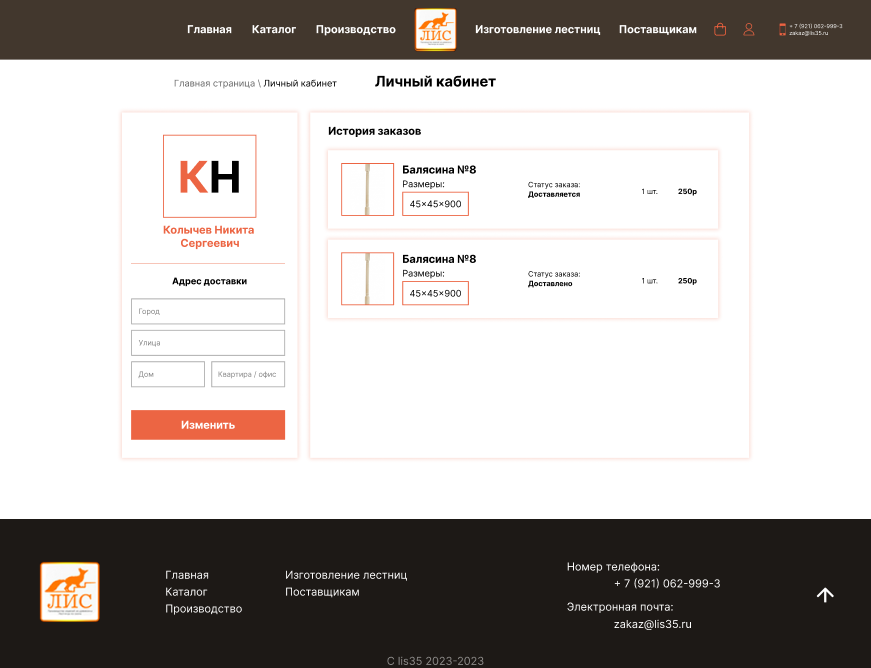 Главная Каталог Производство ЛИС Изготовление лестниц Поставщикам + 7 (921) 062-999-3
zakaz@lis35.ru
Главная страница \ Личный кабинет Личный кабинет
КН
Колычев Никита
Сергеевич
Адрес доставки
Город
Улица
Дом Квартира / офис
Изменить
История заказов
Балясина №8
Размеры:
45×45×900
Статус заказа:
Доставляется
1 шт. 250р
Балясина №8
Размеры:
45×45×900
Статус заказа:
Доставлено
1 шт. 250р
ЛИС
Главная
Каталог
Производство
Изготовление лестниц
Поставщикам
Номер телефона:
+ 7 (921) 062-999-3
Электронная почта:
zakaz@lis35.ru
С lis35 2023-2023